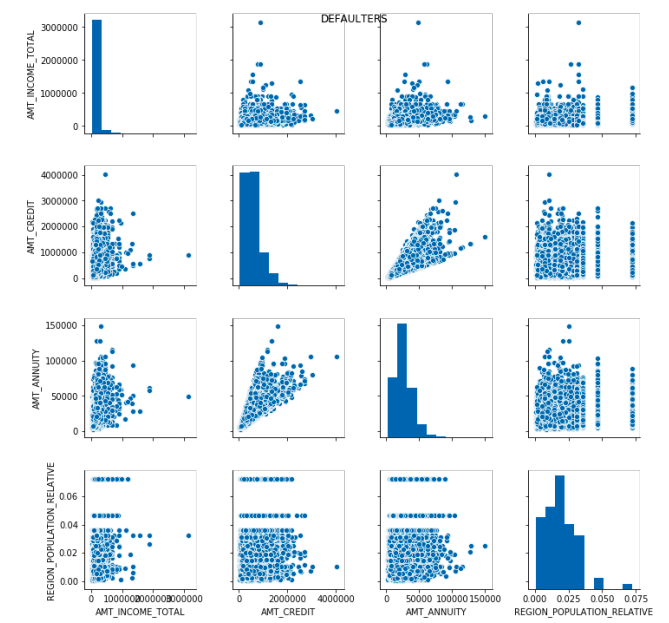 DEFAULTERS
AMT_INCOME_TOTAL
3000000
2000000
1000000
0
AMT_CREDIT
4000000
3000000
2000000
1000000
0
AMT_ANNUITY
150000
100000
50000
0
REGION_POPULATION_RELATIVE
0.06
0.04
0.02
0.00
0 1000000 2000000 3000000
AMT_INCOME_TOTAL
0 2000000 4000000
AMT_CREDIT
0 50000 100000 150000
AMT_ANNUITY
0.000 0.025 0.050 0.075
REGION_POPULATION_RELATIVE